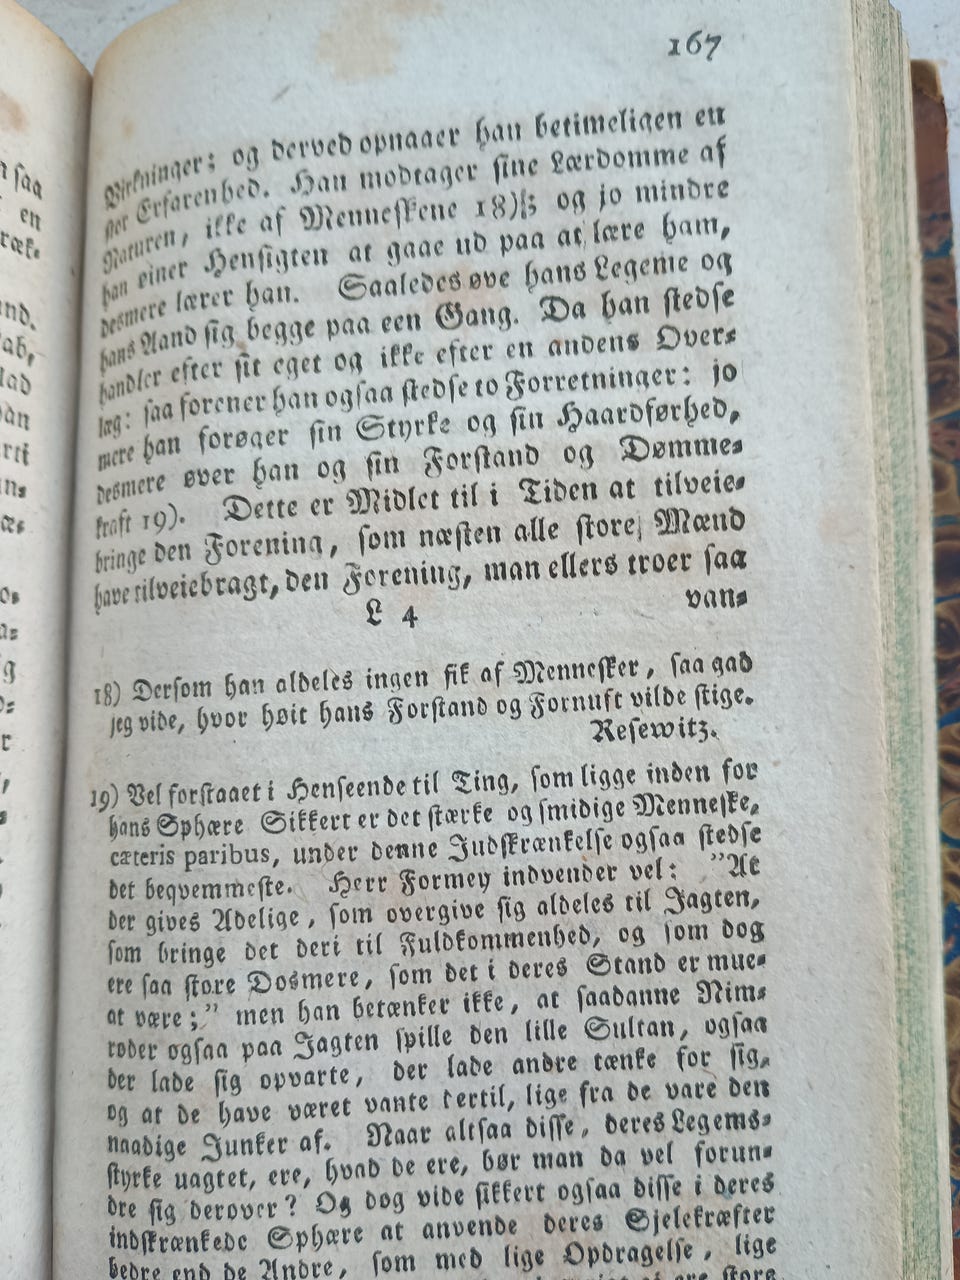 167
Virkninger; og derved opnaaer han betimeligen en
stor Erfarenhed. Han modtager sine Lærdomme af
Naturen, ikke af Menneskene 18); og jo mindre
han einer Hensigten at gaae ud paa at lære ham,
desmere lærer han. Saaledes øve hans Legeme og
hans Aand sig begge paa een Gang. Da han stedse
handler efter sit eget og ikke efter en andens Over⸗
læg: saa forener han ogsaa stedse to Forretninger: jo
mere han forøger sin Styrke og sin Haardførhed,
desmere øver han og sin Forstand og Dømme⸗
kraft 19). Dette er Midlet til i Tiden at tilveie⸗
bringe den Forening, som næsten alle store Mænd
have tilveiebragt, den Forening, man ellers troer saa
L 4 van⸗
18) Dersom han aldeles ingen fik af Mennesker, saa gad
jeg vide, hvor høit hans Forstand og Fornuft vilde stige.
Resewitz.
19) Vel forstaaet i Henseende til Ting, som ligge inden for
hans Sphære Sikkert er det stærke og smidige Menneske,
cæteris paribus, under denne Indskrænkelse ogsaa stedse
det beqvemmeste. Herr Formey indvender vel: "At
der gives Adelige, som overgive sig aldeles til Jagten,
som bringe det deri til Fuldkommenhed, og som dog
ere saa store Dosmere, som det i deres Stand er mue⸗
at være;" men han betænker ikke, at saadanne Nim⸗
roder ogsaa paa Jagten spille den lille Sultan, ogsaa
der lade sig opvarte, der lade andre tænke for sig,
og at de have været vante dertil, lige fra de vare den
naadige Junker af. Naar altsaa disse, deres Legems⸗
styrke uagtet, ere, hvad de ere, bør man da vel forun⸗
dre sig derover? Og dog vide sikkert ogsaa disse i deres
indskrænkede Sphære at anvende deres Sjelekræfter
bedre end de Andre, som med lige Opdragelse, lige